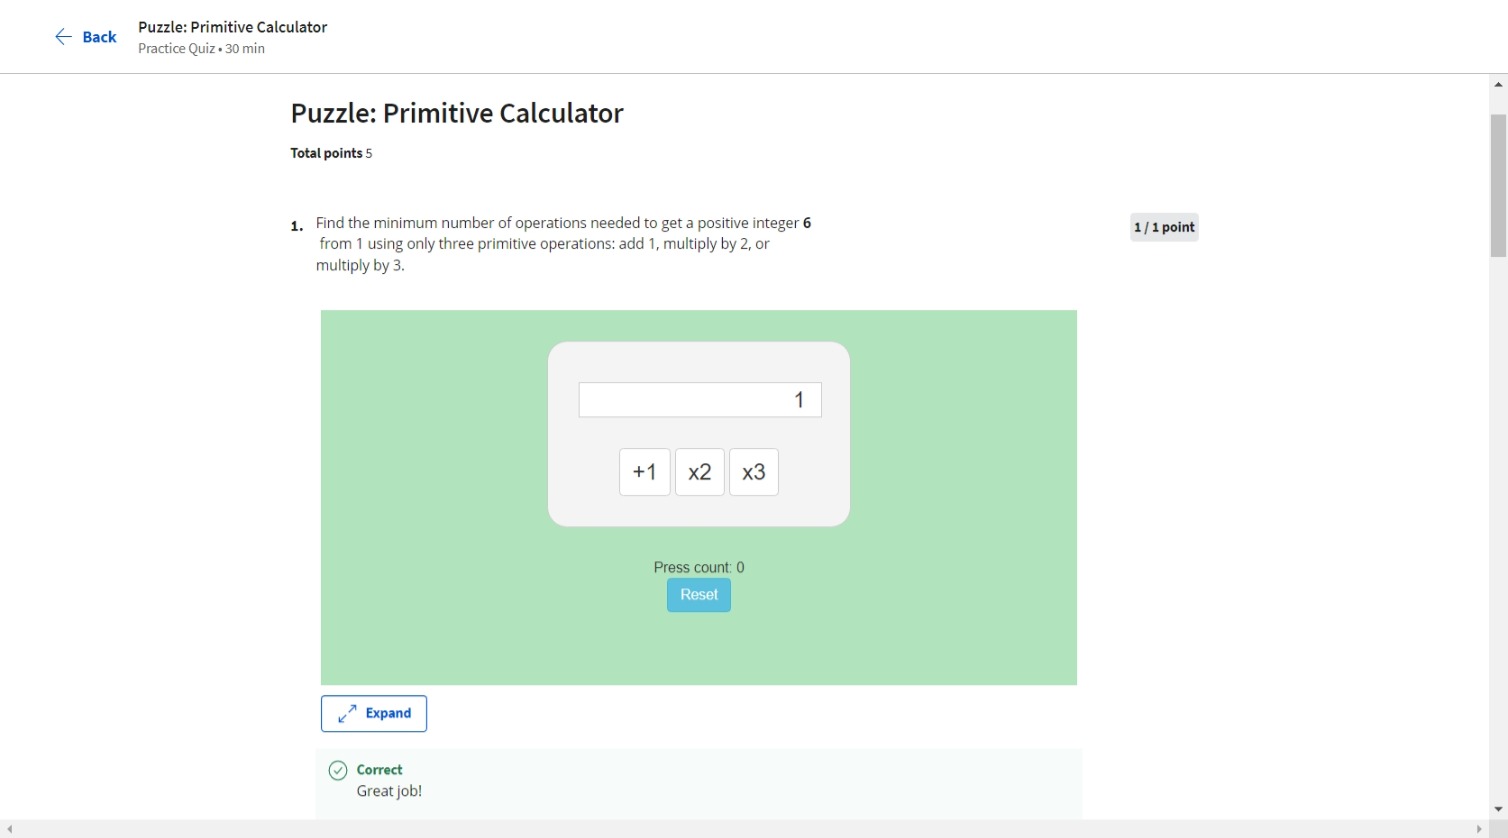 Back
Puzzle: Primitive Calculator
Practice Quiz • 30 min
Puzzle: Primitive Calculator
Total points 5
1. Find the minimum number of operations needed to get a positive integer 6
from 1 using only three primitive operations: add 1, multiply by 2, or
multiply by 3.
1 / 1 point
1
+1 x2 x3
Press count: 0
Reset
Expand
Correct
Great job!